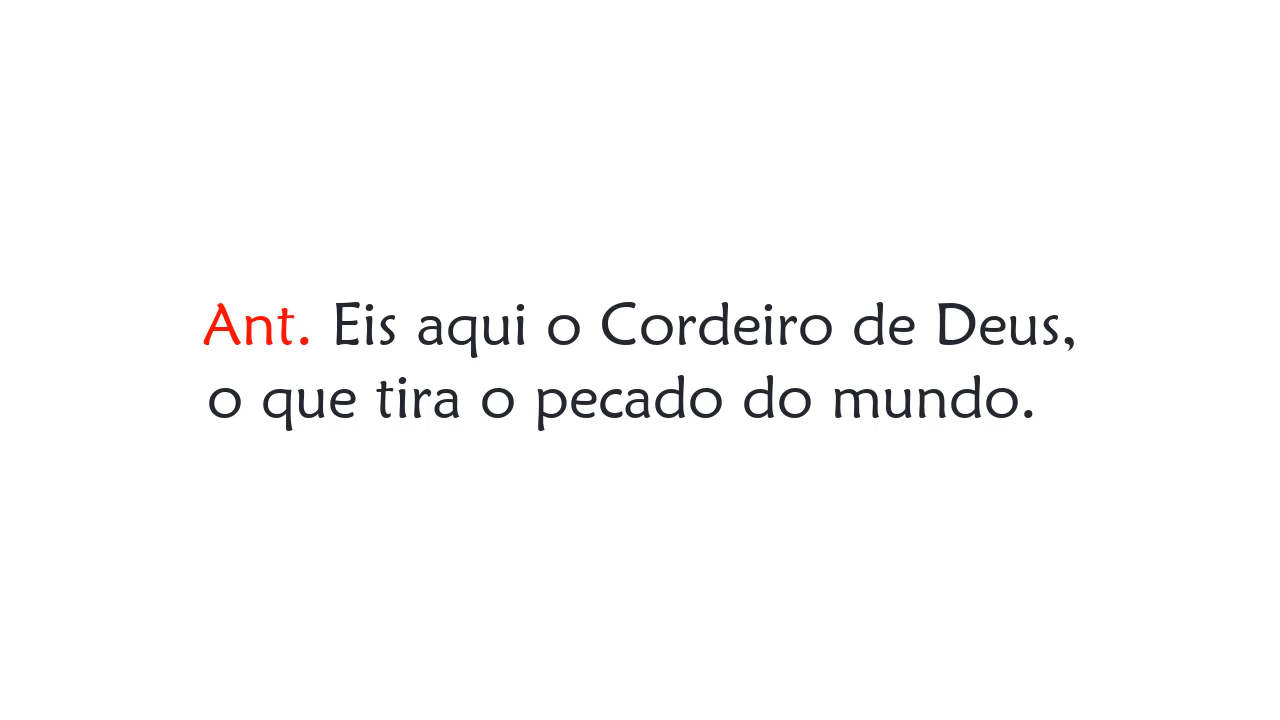 Ant. Eis aqui o Cordeiro de Deus,
o que tira o pecado do mundo.